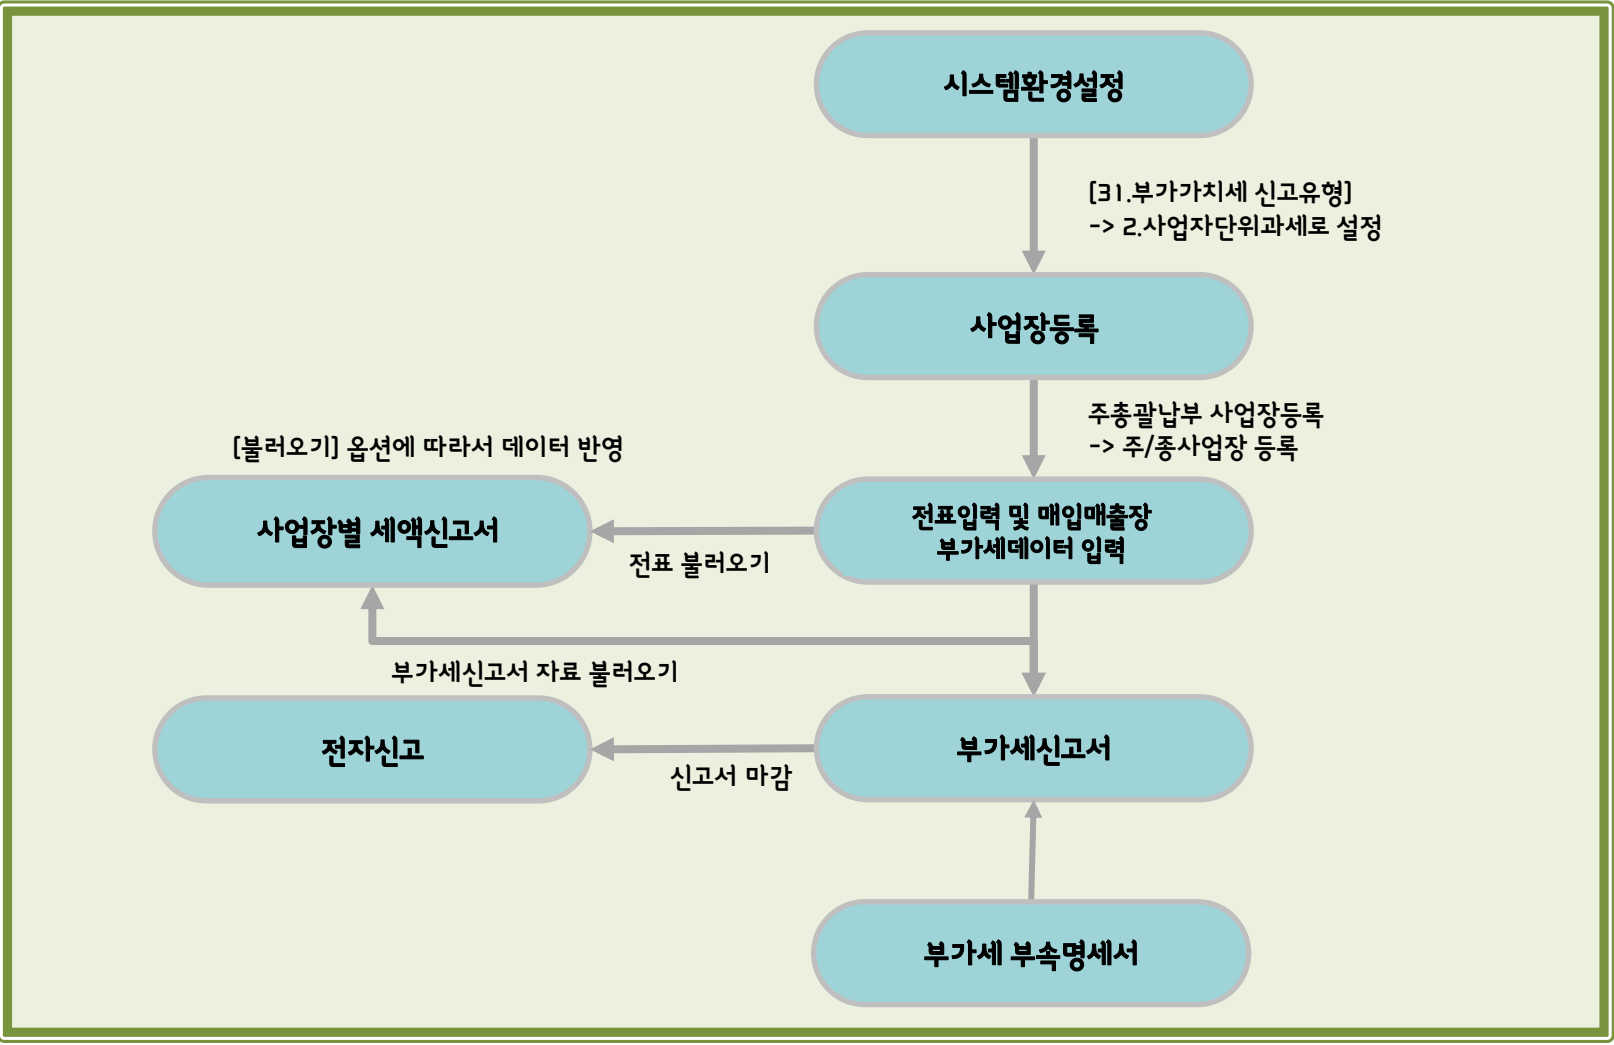 시스템환경설정
[31.부가가치세 신고유형]
-> 2.사업자단위과세로 설정
사업장등록
주총괄납부 사업장등록
-> 주/종사업장 등록
[불러오기] 옵션에 따라서 데이터 반영
사업장별 세액신고서
전표입력 및 매입매출장
부가세데이터 입력
전표 불러오기
부가세신고서 자료 불러오기
전자신고
부가세신고서
신고서 마감
부가세 부속명세서